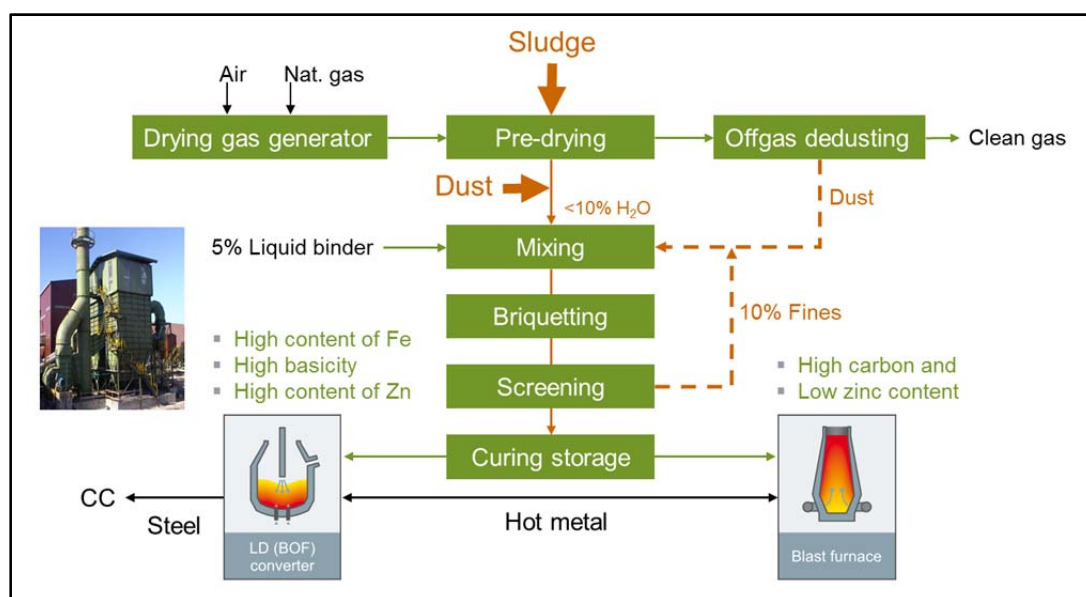 Sludge
Air
Nat. gas
Drying gas generator
Pre-drying
Offgas dedusting
Clean gas
Dust
<10% H₂O
Dust
5% Liquid binder
Mixing
Briquetting
10% Fines
Screening
Curing storage
High content of Fe
High basicity
High content of Zn
High carbon and
Low zinc content
CC
Steel
Hot metal
LD (BOF)
converter
Blast furnace